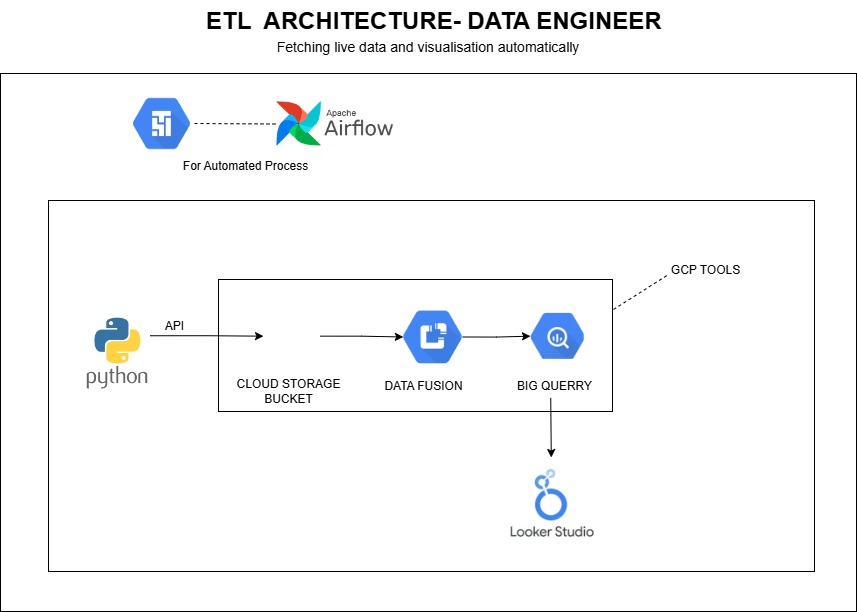 ETL  ARCHITECTURE- DATA ENGINEER
Fetching live data and visualisation automatically
Apache
Airflow
For Automated Process
GCP TOOLS
API
python
CLOUD STORAGE
BUCKET
DATA FUSION
BIG QUERRY
Looker Studio